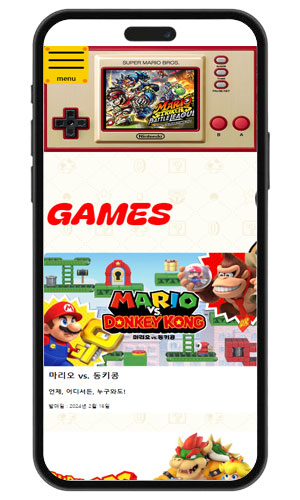 menu
SUPER MARIO BROS.
MARIO
STRIKERS
BATTLE LEAGUE
Nintendo
B A
GAMES
MARIO
VS
DONKEY KONG
마리오 vs. 동키콩
마리오 vs. 동키콩
언제, 어디서든, 누구와도!
발매일 : 2024년 2월 16일